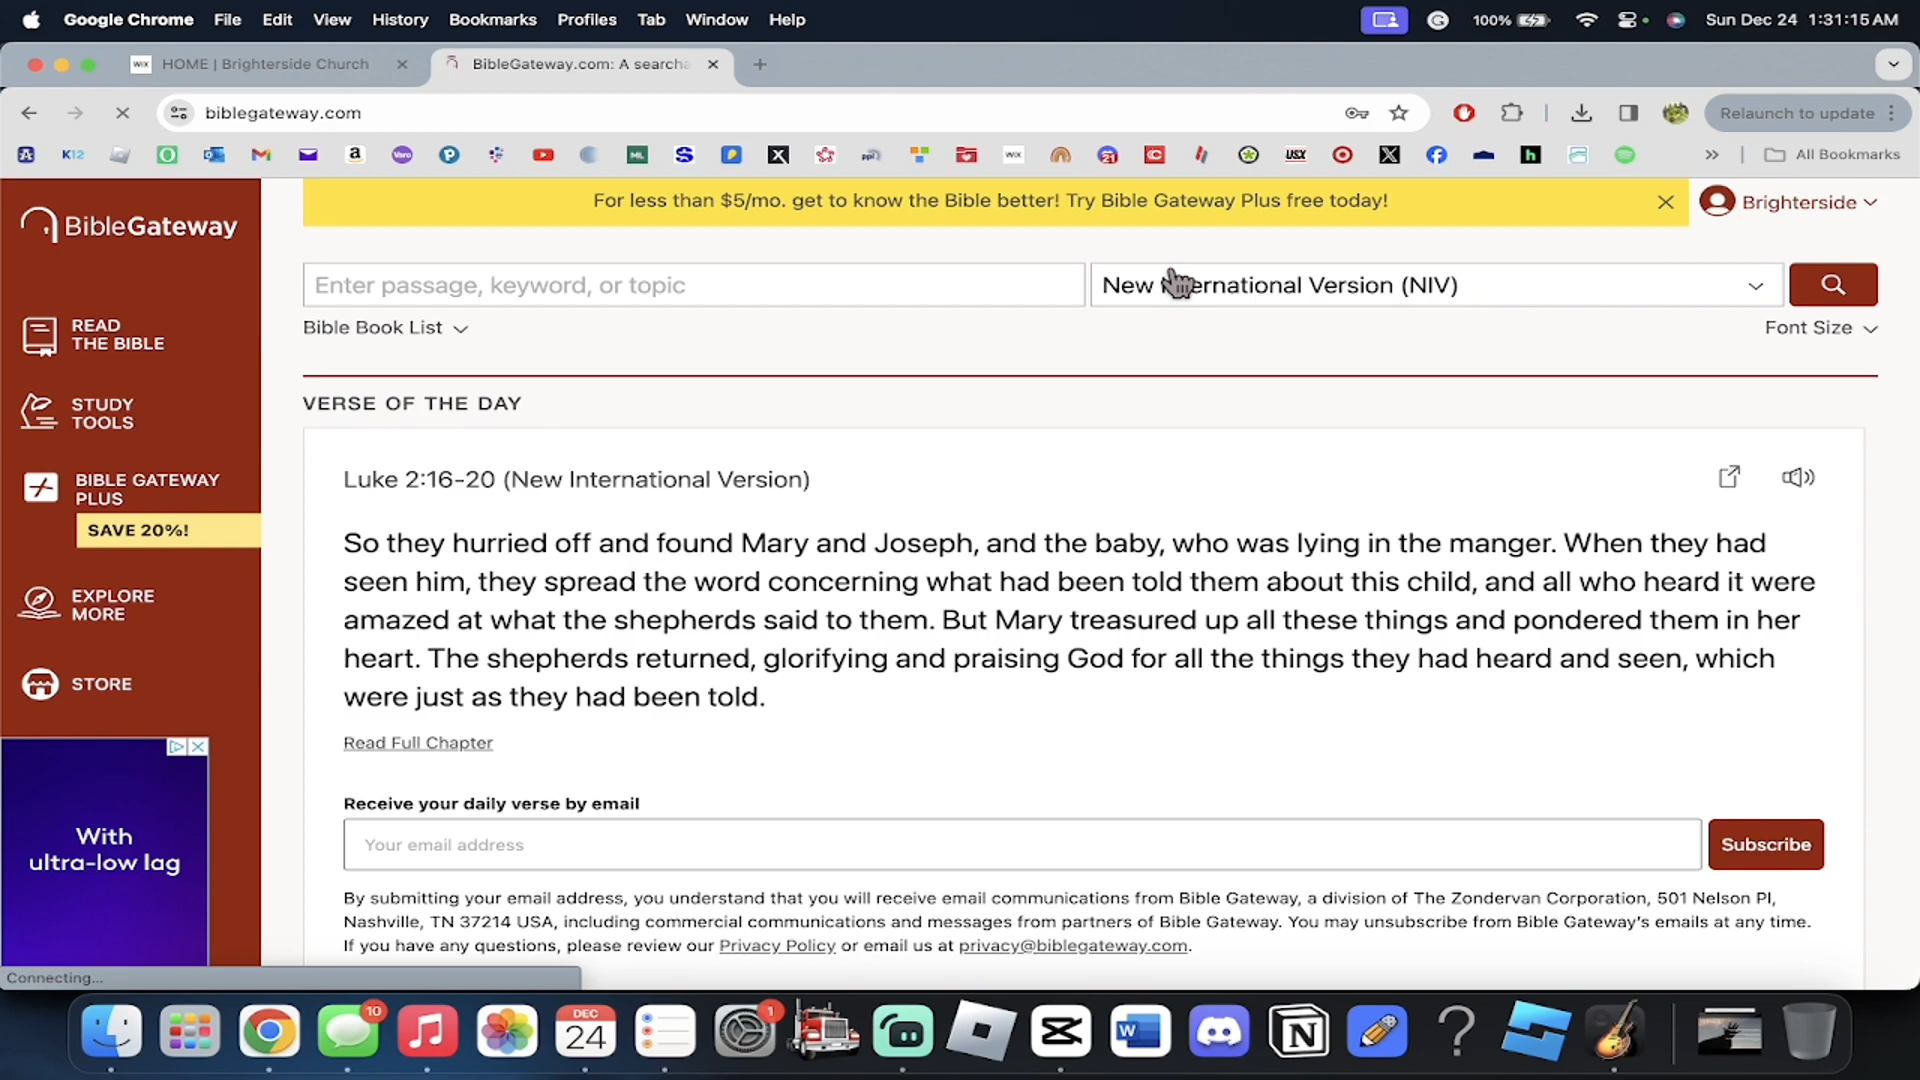 Google Chrome File Edit View History Bookmarks Profiles Tab Window Help 100% Sun Dec 24 1:31:15 AM
WIX HOME | Brighterside Church BibleGateway.com: A searcha
biblegateway.com Relaunch to update
K12 a Varo P ML S X ppl WIX 21 USX h All Bookmarks
BibleGateway
For less than $5/mo. get to know the Bible better! Try Bible Gateway Plus free today!
Brighterside
Enter passage, keyword, or topic
New International Version (NIV)
Bible Book List
Font Size
READ
THE BIBLE
STUDY
TOOLS
BIBLE GATEWAY
PLUS
SAVE 20%!
EXPLORE
MORE
STORE
With
ultra-low lag
VERSE OF THE DAY
Luke 2:16-20 (New International Version)
So they hurried off and found Mary and Joseph, and the baby, who was lying in the manger. When they had
seen him, they spread the word concerning what had been told them about this child, and all who heard it were
amazed at what the shepherds said to them. But Mary treasured up all these things and pondered them in her
heart. The shepherds returned, glorifying and praising God for all the things they had heard and seen, which
were just as they had been told.
Read Full Chapter
Receive your daily verse by email
Your email address
Subscribe
By submitting your email address, you understand that you will receive email communications from Bible Gateway, a division of The Zondervan Corporation, 501 Nelson Pl,
Nashville, TN 37214 USA, including commercial communications and messages from partners of Bible Gateway. You may unsubscribe from Bible Gateway's emails at any time.
If you have any questions, please review our Privacy Policy or email us at privacy@biblegateway.com.
Connecting...
10 DEC 24 1 W N ?